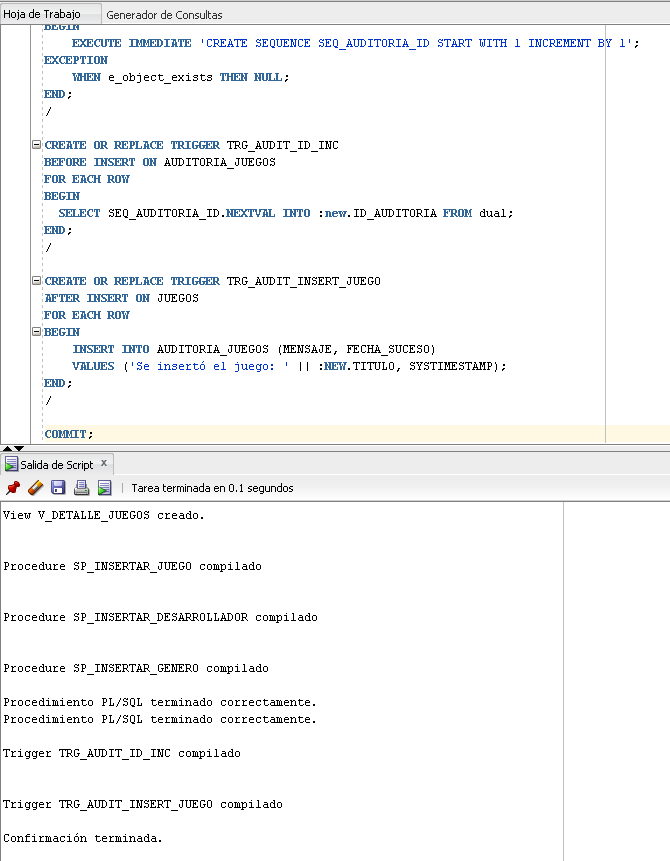 Hoja de Trabajo Generador de Consultas
BEGIN
EXECUTE IMMEDIATE 'CREATE SEQUENCE SEQ_AUDITORIA_ID START WITH 1 INCREMENT BY 1';
EXCEPTION
WHEN e_object_exists THEN NULL;
END;
/
CREATE OR REPLACE TRIGGER TRG_AUDIT_ID_INC
BEFORE INSERT ON AUDITORIA_JUEGOS
FOR EACH ROW
BEGIN
SELECT SEQ_AUDITORIA_ID.NEXTVAL INTO :new.ID_AUDITORIA FROM dual;
END;
/
CREATE OR REPLACE TRIGGER TRG_AUDIT_INSERT_JUEGO
AFTER INSERT ON JUEGOS
FOR EACH ROW
BEGIN
INSERT INTO AUDITORIA_JUEGOS (MENSAJE, FECHA_SUCESO)
VALUES ('Se insertó el juego: ' || :NEW.TITULO, SYSTIMESTAMP);
END;
/
COMMIT;
Salida de Script x
Tarea terminada en 0.1 segundos
View V_DETALLE_JUEGOS creado.
Procedure SP_INSERTAR_JUEGO compilado
Procedure SP_INSERTAR_DESARROLLADOR compilado
Procedure SP_INSERTAR_GENERO compilado
Procedimiento PL/SQL terminado correctamente.
Procedimiento PL/SQL terminado correctamente.
Trigger TRG_AUDIT_ID_INC compilado
Trigger TRG_AUDIT_INSERT_JUEGO compilado
Confirmación terminada.